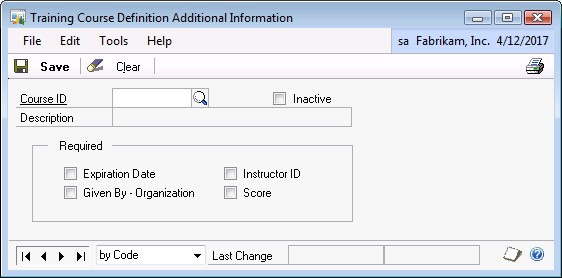 Training Course Definition Additional Information
File Edit Tools Help sa Fabrikam, Inc. 4/12/2017
Save Clear
Course ID Inactive
Description
Required
Expiration Date Instructor ID
Given By - Organization Score
by Code Last Change